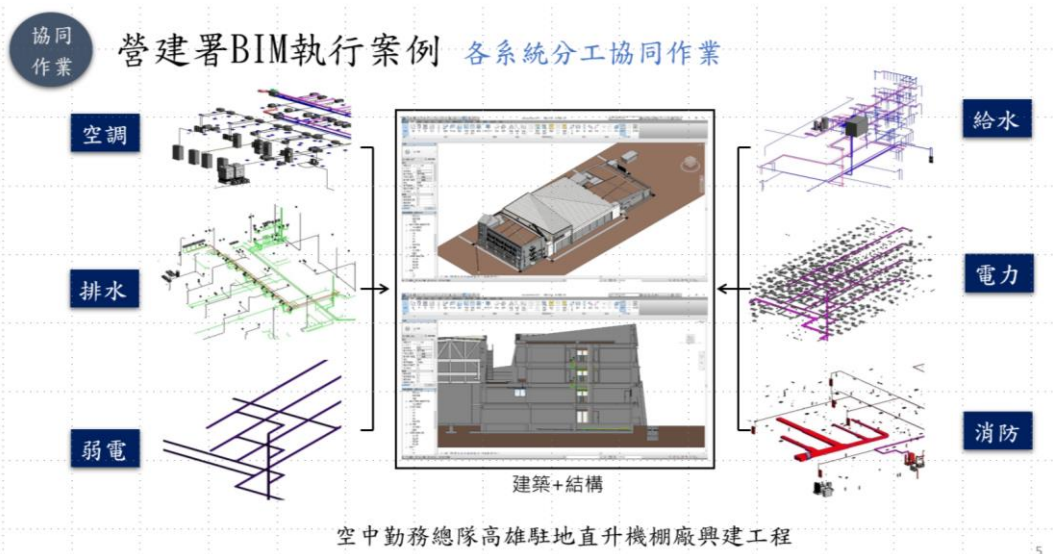 協同
作業
營建署BIM執行案例 各系統分工協同作業
空調
排水
弱電
給水
電力
消防
建築+結構
空中勤務總隊高雄駐地直升機棚廠興建工程
5